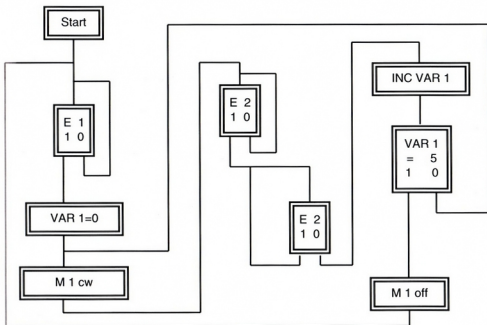 Start
E 1
1 0
VAR 1=0
M 1 cw
E 2
1 0
E 2
1 0
INC VAR 1
VAR 1
= 5
1 0
M 1 off